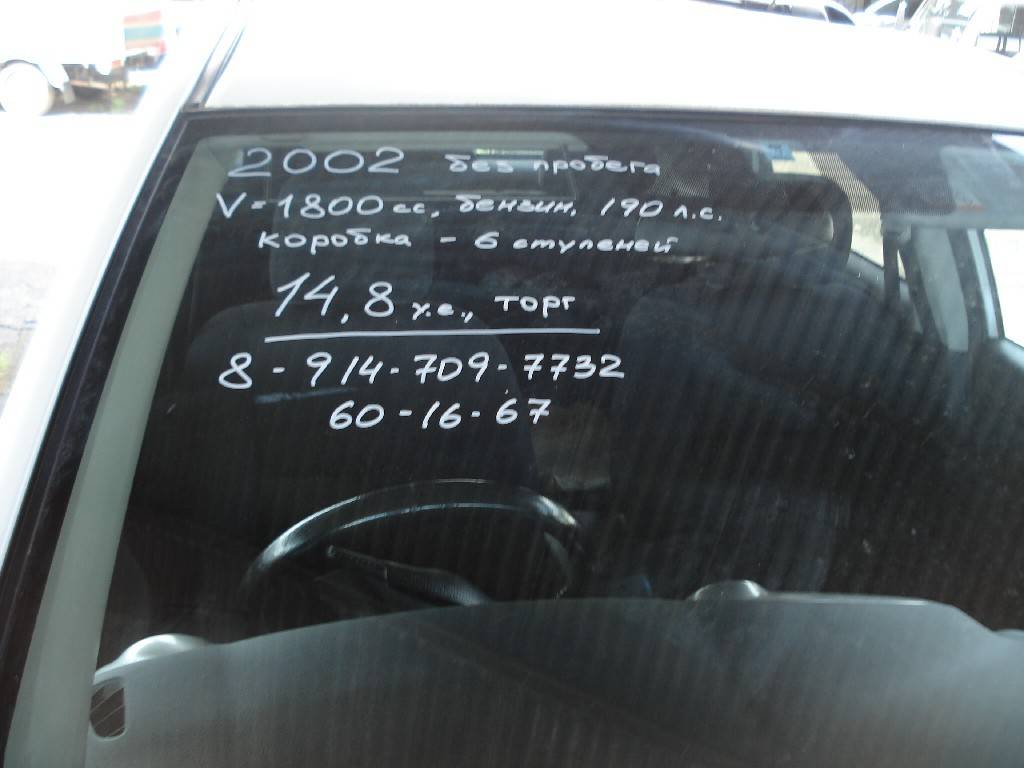 2002 без пробега
V = 1800 сс, бензин, 190 л.с.
коробка - 6 ступеней
14,8 у.е., торг
8-914-709-7732
60-16-67